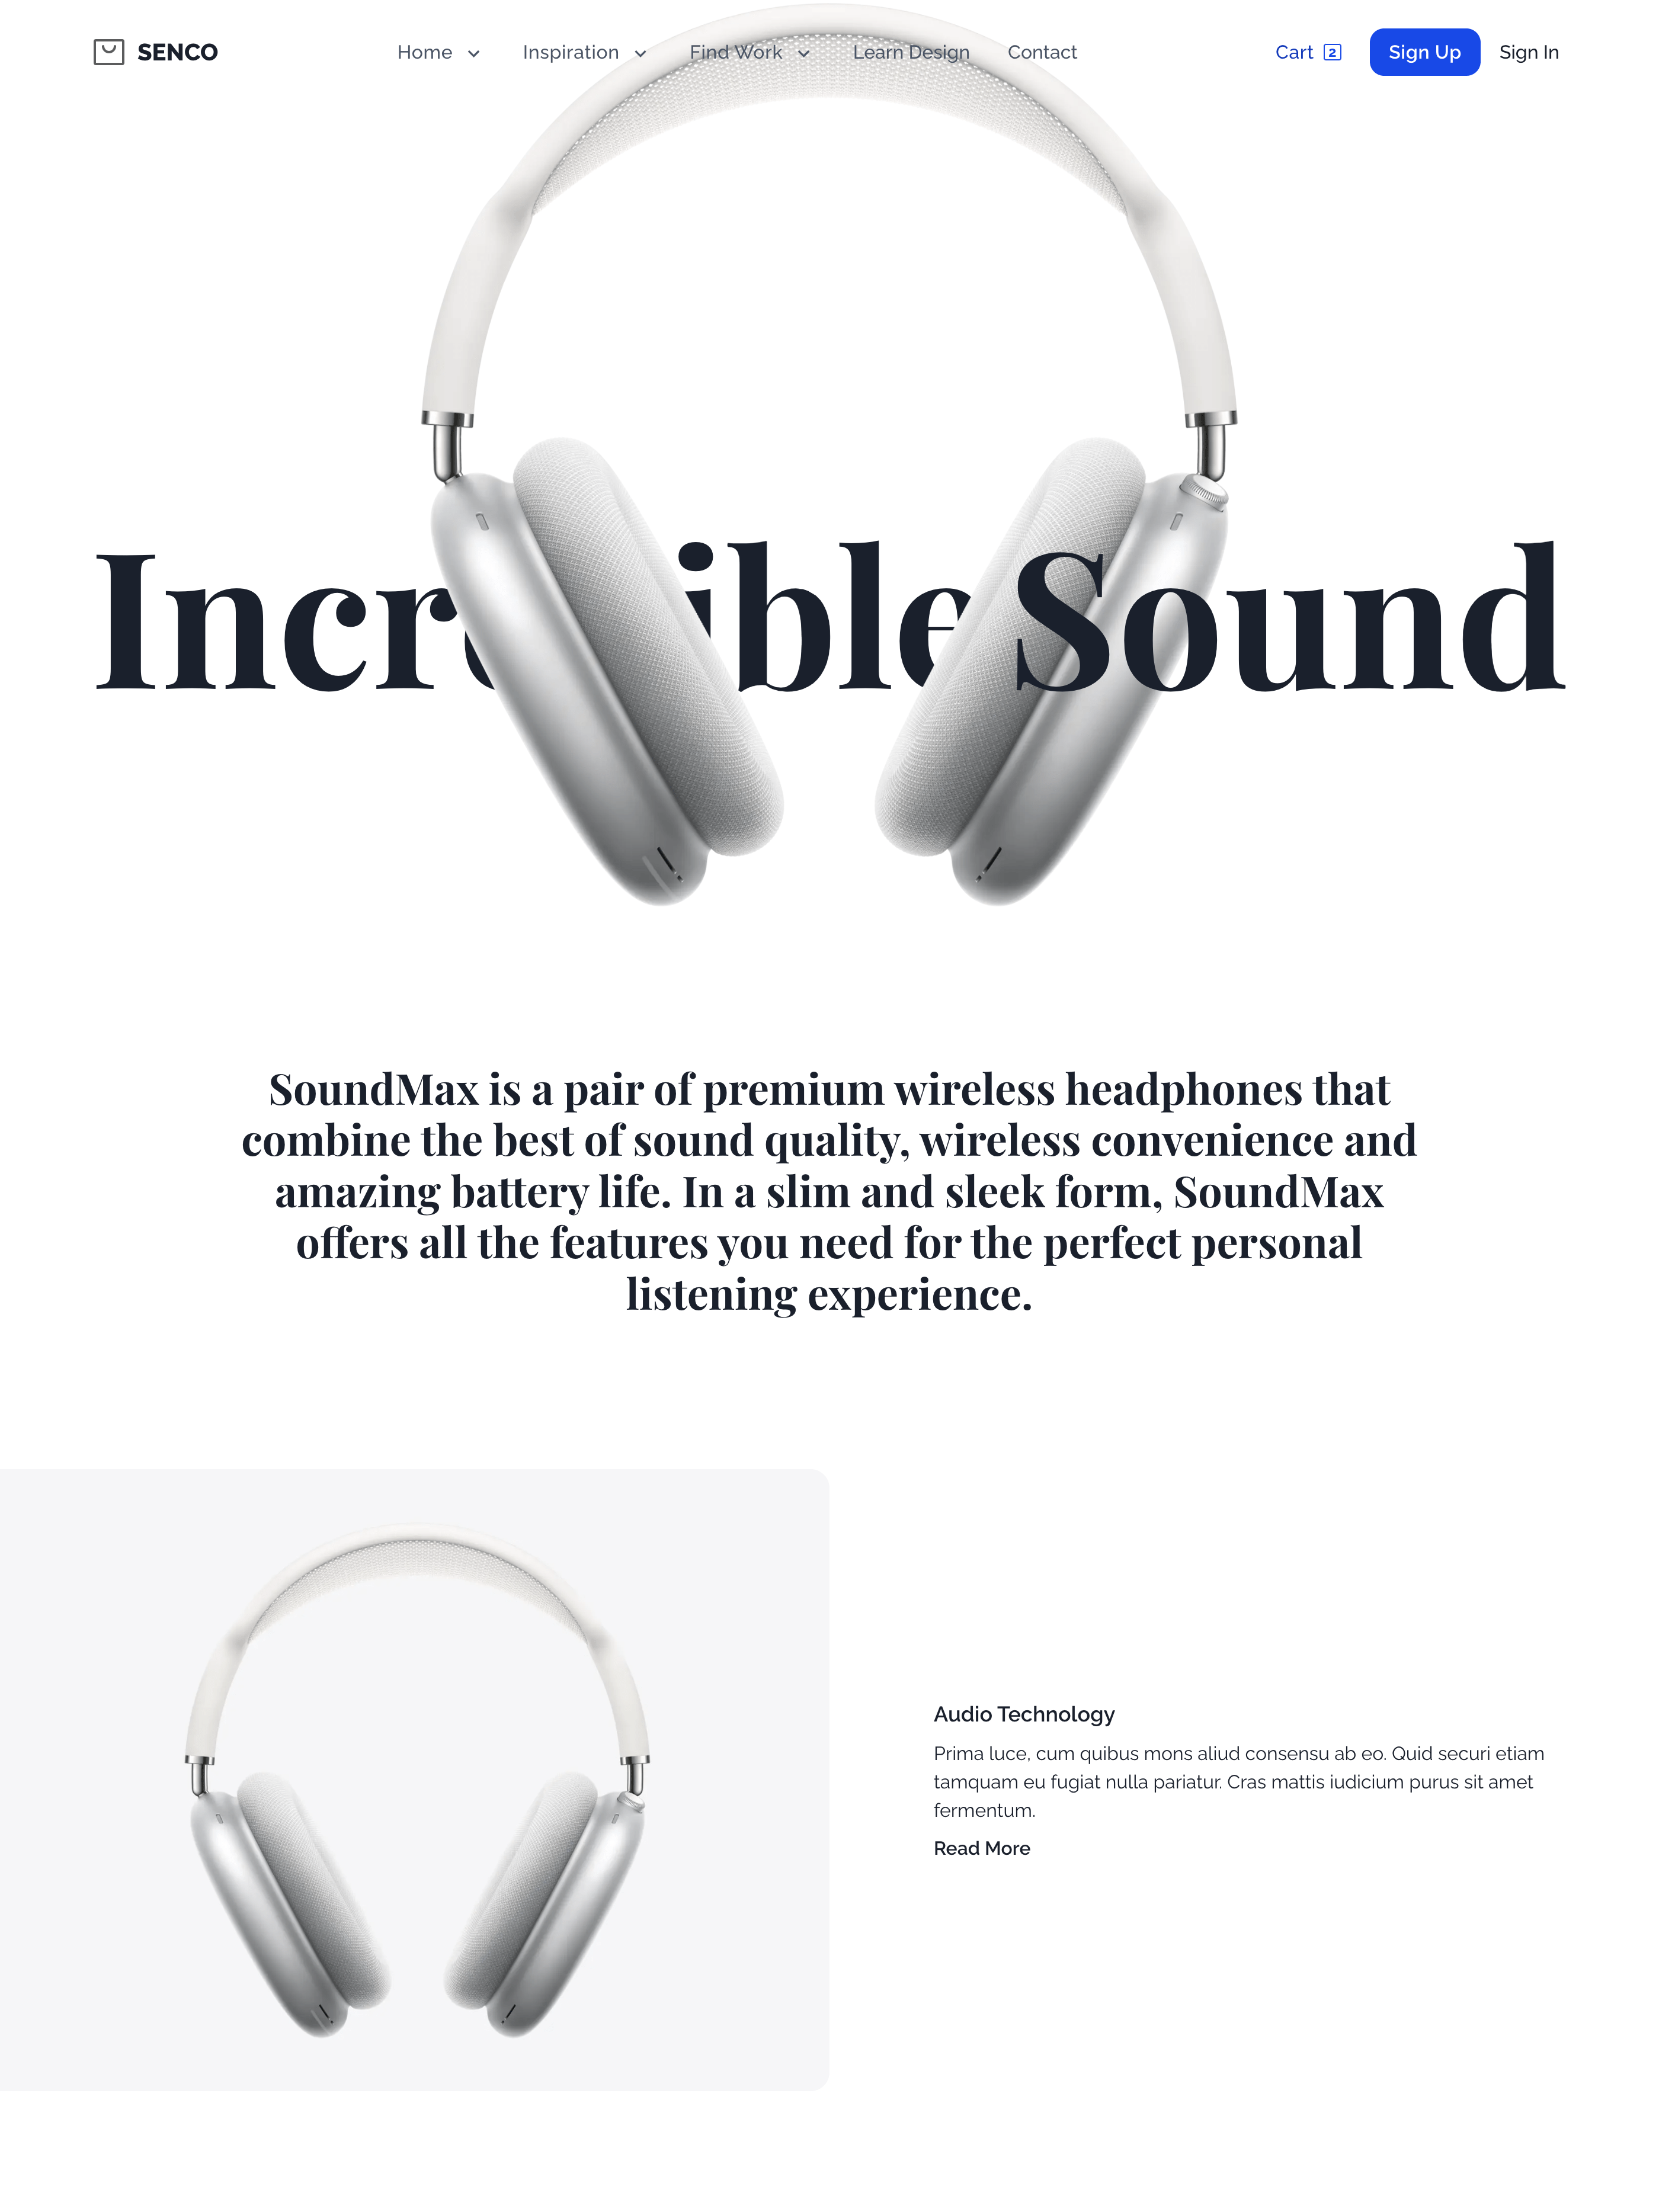 SENCO
Home Inspiration Find Work Learn Design Contact
Cart 2 Sign Up Sign In
Incredible Sound
SoundMax is a pair of premium wireless headphones that
combine the best of sound quality, wireless convenience and
amazing battery life. In a slim and sleek form, SoundMax
offers all the features you need for the perfect personal
listening experience.
Audio Technology
Prima luce, cum quibus mons aliud consensu ab eo. Quid securi etiam
tamquam eu fugiat nulla pariatur. Cras mattis iudicium purus sit amet
fermentum.
Read More